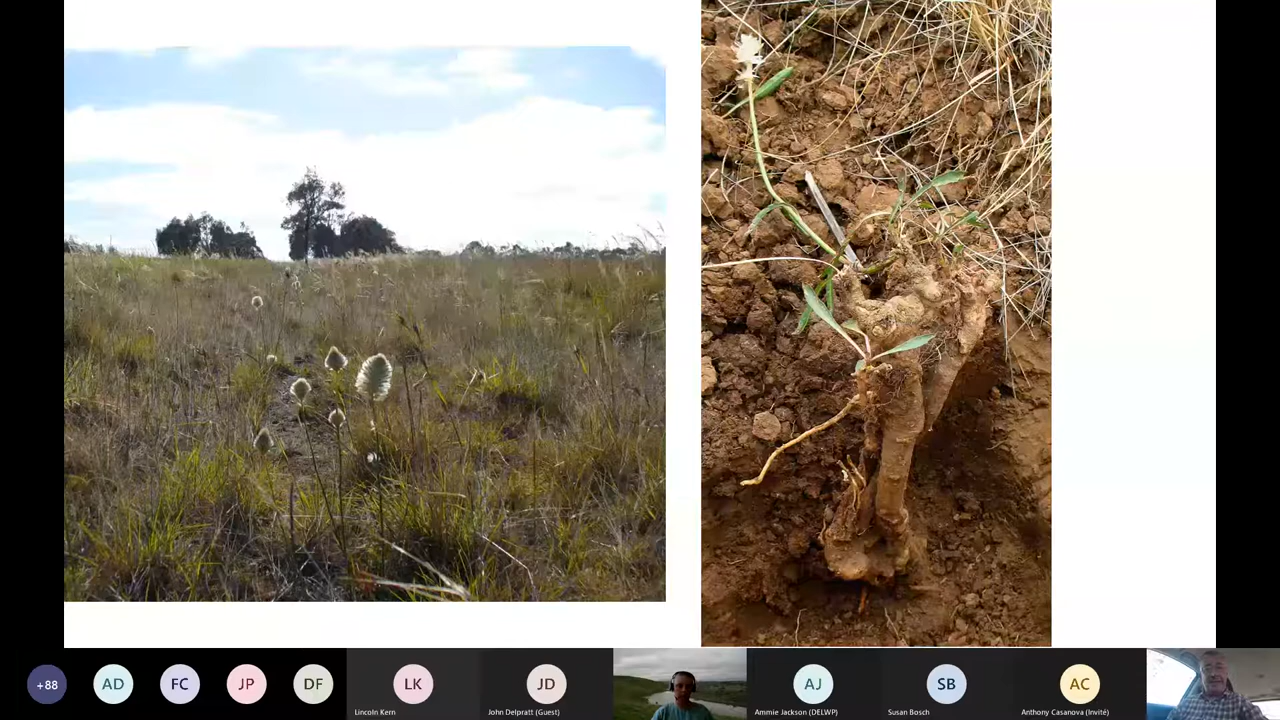 +88
AD
FC
JP
DF
LK
JD
AJ
SB
AC
Lincoln Kern
John Delpratt (Guest)
Ammie Jackson (DELWP)
Susan Bosch
Anthony Casanova (Invité)